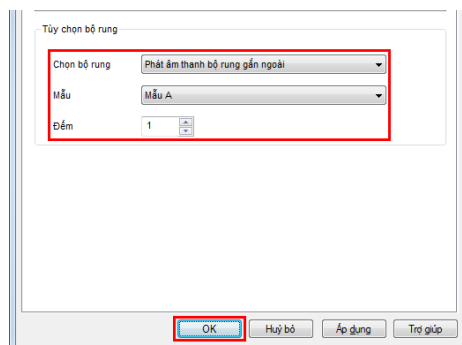 Tùy chọn bộ rung
Chọn bộ rung Phát âm thanh bộ rung gắn ngoài
Mẫu Mẫu A
Đếm 1
OK Huỷ bỏ Áp dụng Trợ giúp